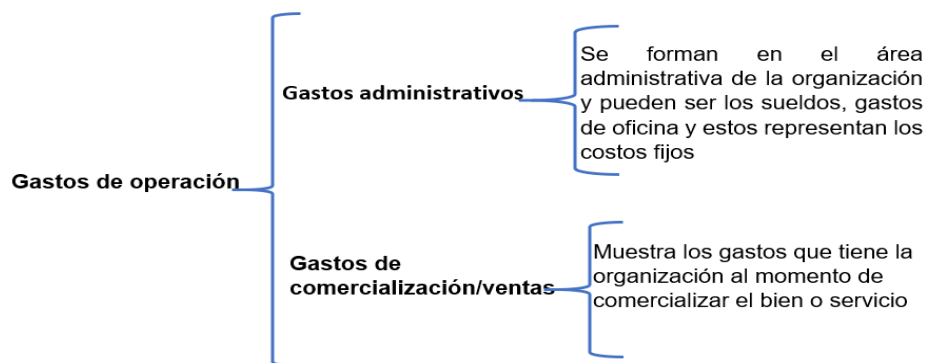 Gastos de operación
Gastos administrativos
Se forman en el área
administrativa de la organización
y pueden ser los sueldos, gastos
de oficina y estos representan los
costos fijos
Gastos de
comercialización/ventas
Muestra los gastos que tiene la
organización al momento de
comercializar el bien o servicio